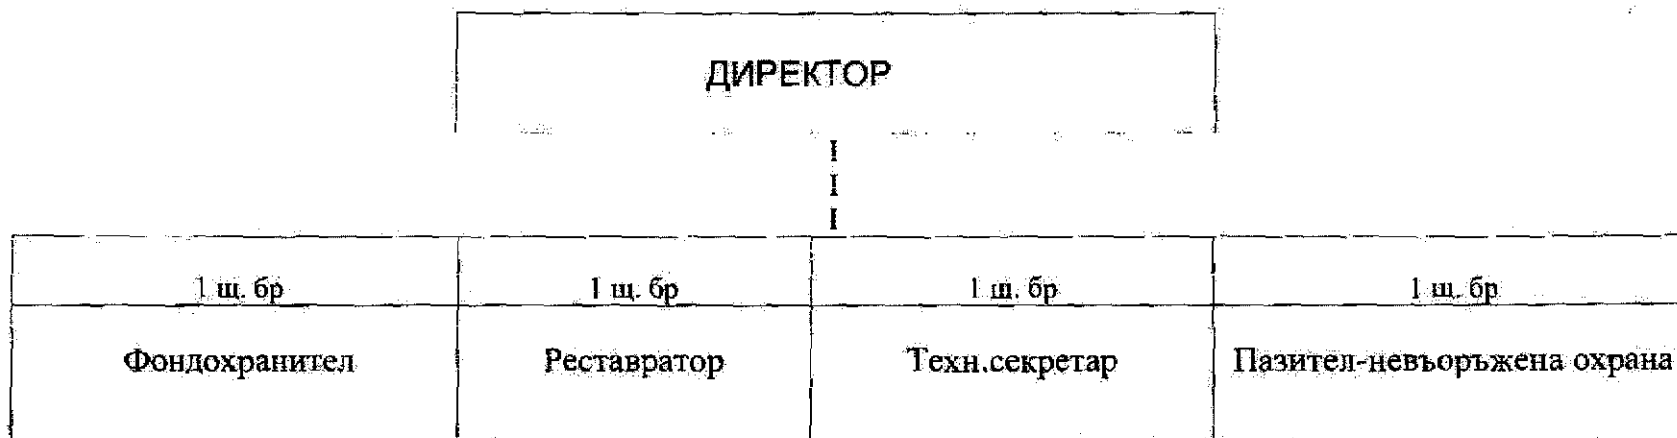 ДИРЕКТОР
1 щ. бр
1 щ. бр
1 щ. бр
1 щ. бр
Фондохранител
Реставратор
Техн.секретар
Пазител-невъоръжена охрана